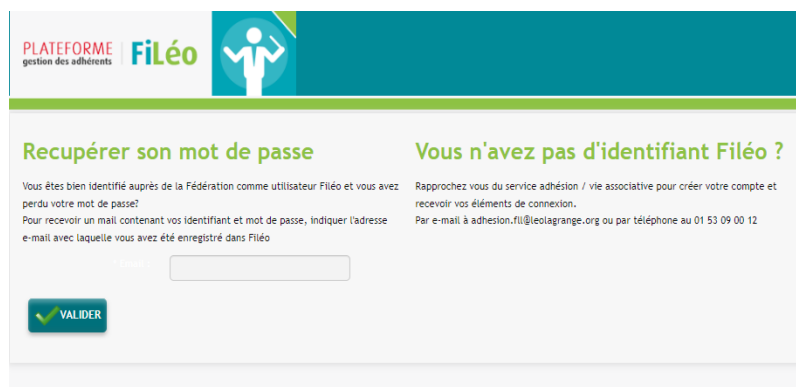 PLATEFORME
gestion des adhérents
FiLéo
Recupérer son mot de passe
Vous êtes bien identifié auprès de la Fédération comme utilisateur Filéo et vous avez
perdu votre mot de passe?
Pour recevoir un mail contenant vos identifiant et mot de passe, indiquer l'adresse
e-mail avec laquelle vous avez été enregistré dans Filéo
VALIDER
Vous n'avez pas d'identifiant Filéo ?
Rapprochez vous du service adhésion / vie associative pour créer votre compte et
recevoir vos éléments de connexion.
Par e-mail à adhesion.fll@leolagrange.org ou par téléphone au 01 53 09 00 12